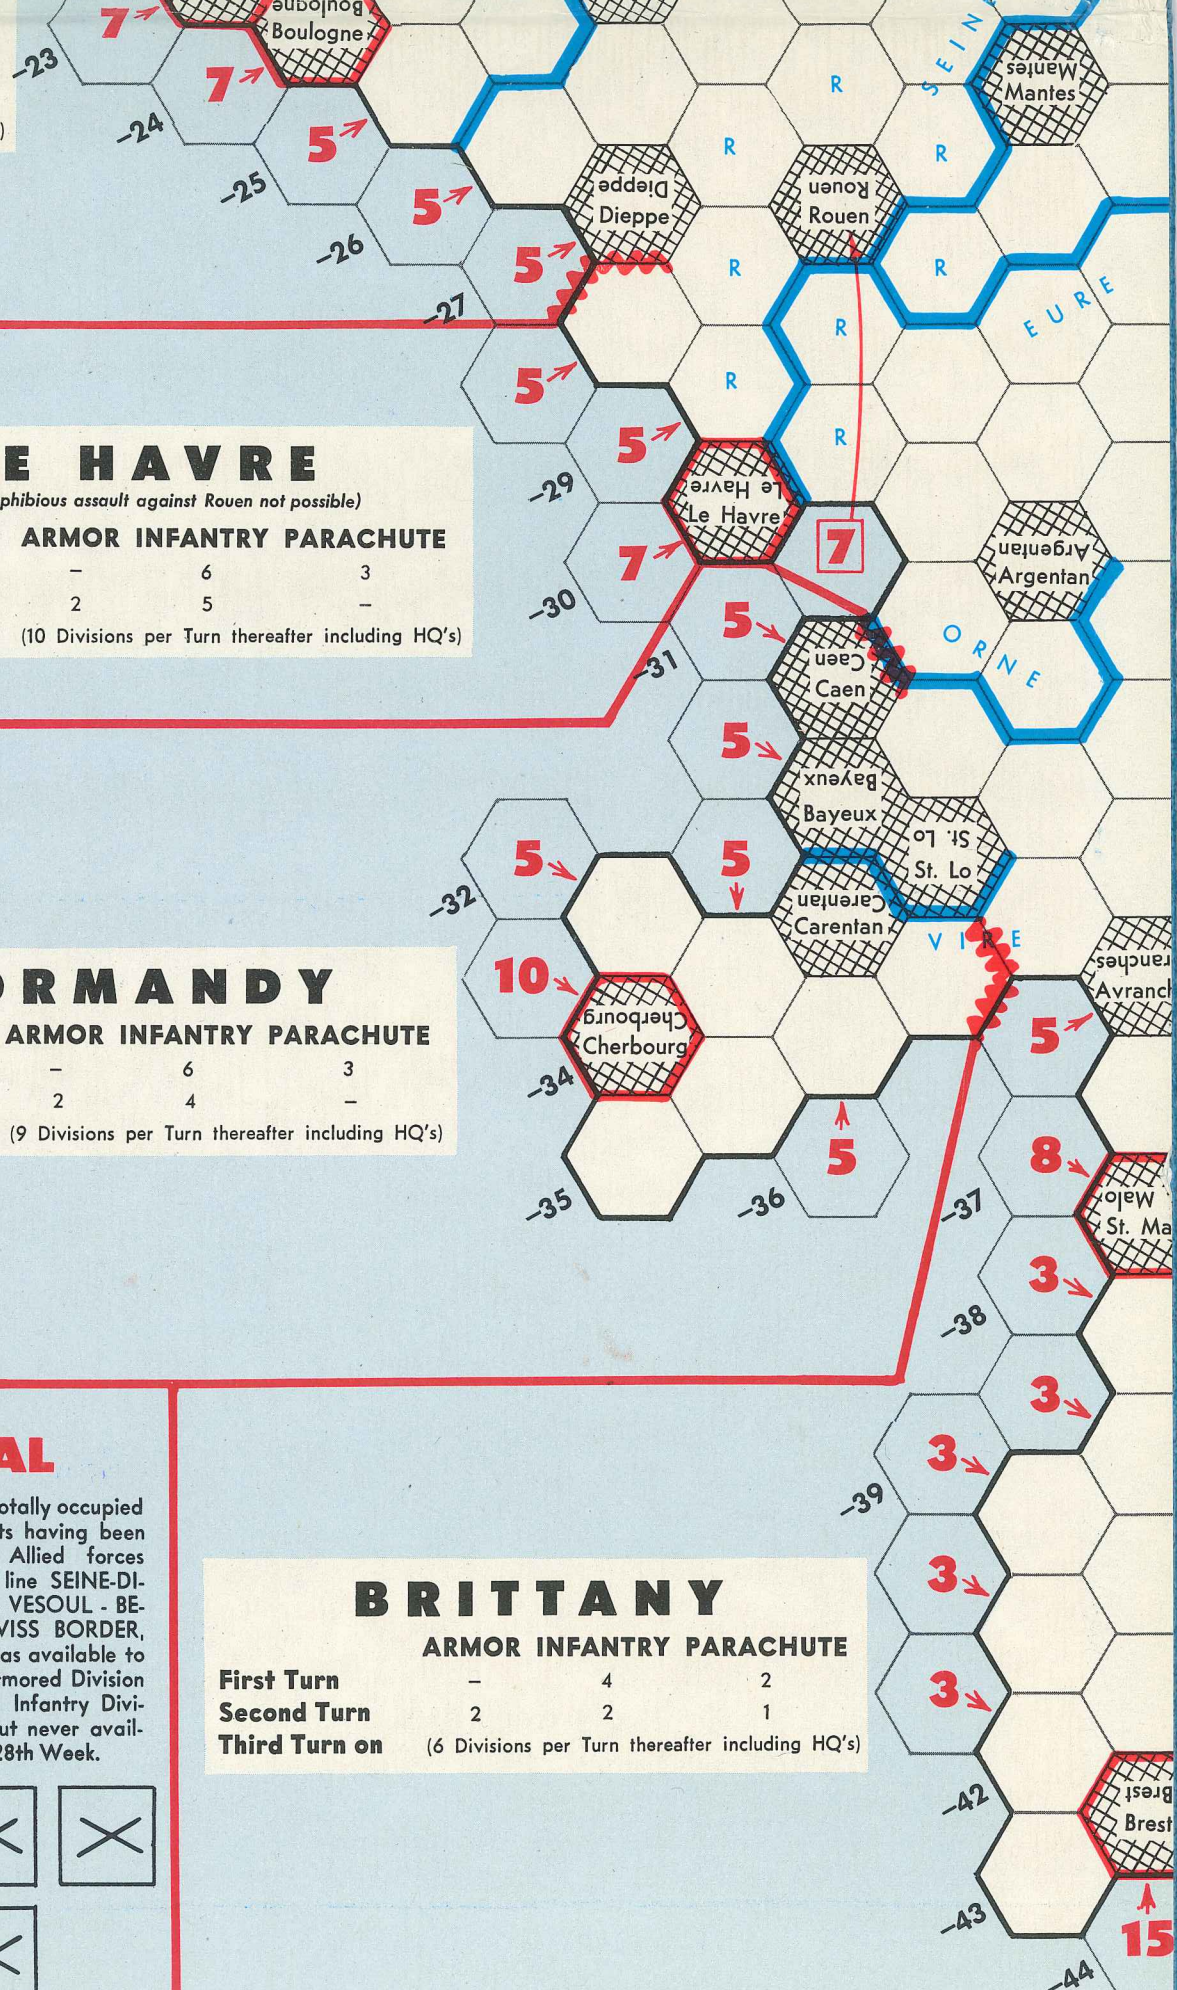 7
Boulogne
Boulogne
-23
7
-24
)
5
-25
5
-26
5
-27
5
5
-29
7
-30
SEINE
R
R
R
R
R
R
R
R
R
Mantes
Mantes
Dieppe
Dieppe
Rouen
Rouen
EURE
E HAVRE
phibious assault against Rouen not possible)
ARMOR INFANTRY PARACHUTE
– 6 3
2 5 –
(10 Divisions per Turn thereafter including HQ's)
Le Havre
Le Havre
7
Argentan
Argentan
ORNE
5
-31
Caen
Caen
5
Bayeux
Bayeux
St. Lo
St. Lo
5
5
-32
Carentan
Carentan
VIRE
10
Cherbourg
Cherbourg
-34
-35
5
-36
ORMANDY
ARMOR INFANTRY PARACHUTE
– 6 3
2 4 –
(9 Divisions per Turn thereafter including HQ's)
ranches
Avranch
5
8
-37
Malo
St. Ma
3
-38
3
3
-39
3
3
-42
-43
-44
Brest
Brest
15
AL
otally occupied
ts having been
Allied forces
line SEINE-DI-
VESOUL - BE-
VISS BORDER,
as available to
rmored Division
Infantry Divi-
ut never avail-
28th Week.
BRITTANY
ARMOR INFANTRY PARACHUTE
First Turn – 4 2
Second Turn 2 2 1
Third Turn on (6 Divisions per Turn thereafter including HQ's)